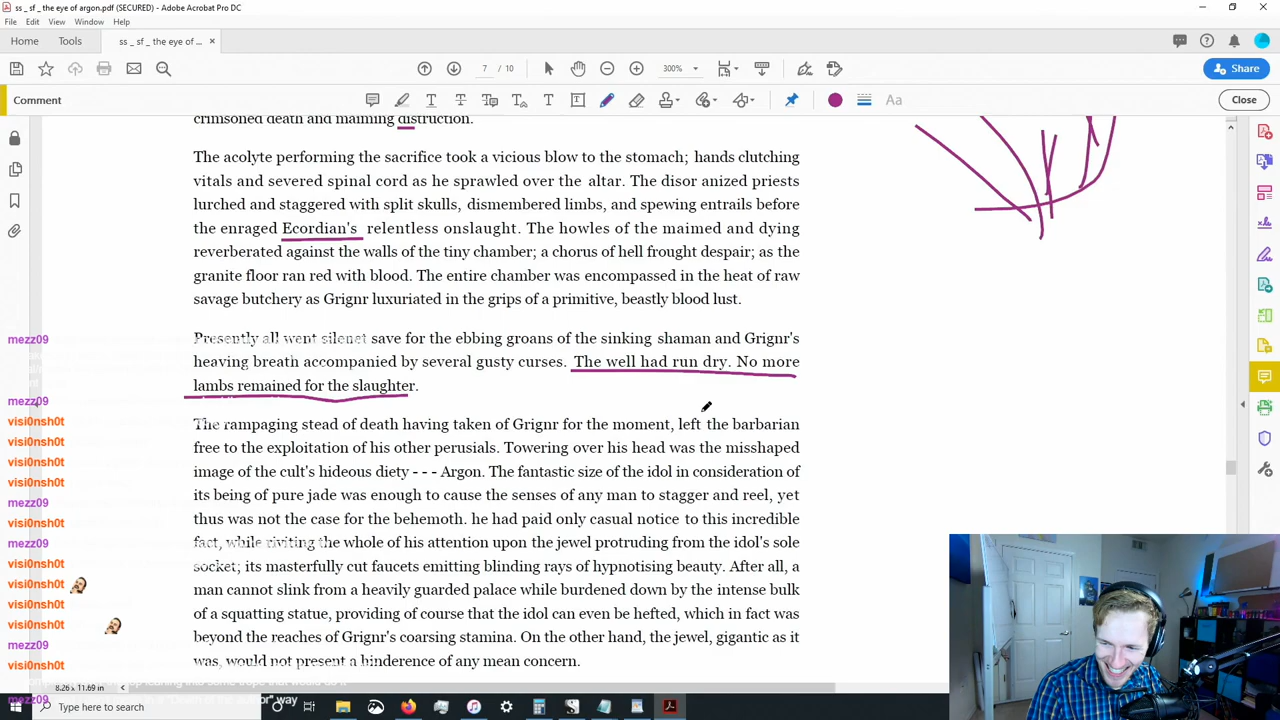 ss _ sf _ the eye of argon.pdf (SECURED) - Adobe Acrobat Pro DC
File Edit View Window Help
Home Tools ss _ sf _ the eye of ... ×
7 / 10 300% Share
Comment Aa Close
crimsoned death and maiming distruction.
The acolyte performing the sacrifice took a vicious blow to the stomach; hands clutching
vitals and severed spinal cord as he sprawled over the altar. The disor anized priests
lurched and staggered with split skulls, dismembered limbs, and spewing entrails before
the enraged Ecordian's relentless onslaught. The howles of the maimed and dying
reverberated against the walls of the tiny chamber; a chorus of hell frought despair; as the
granite floor ran red with blood. The entire chamber was encompassed in the heat of raw
savage butchery as Grignr luxuriated in the grips of a primitive, beastly blood lust.
mezz09 Presently all went silenet save for the ebbing groans of the sinking shaman and Grignr's
heaving breath accompanied by several gusty curses. The well had run dry. No more
lambs remained for the slaughter.
mezz09
visi0nsh0t The rampaging stead of death having taken of Grignr for the moment, left the barbarian
visi0nsh0t free to the exploitation of his other perusials. Towering over his head was the misshaped
visi0nsh0t image of the cult's hideous diety - - - Argon. The fantastic size of the idol in consideration of
visi0nsh0t its being of pure jade was enough to cause the senses of any man to stagger and reel, yet
mezz09
visi0nsh0t thus was not the case for the behemoth. he had paid only casual notice to this incredible
mezz09 fact, while riviting the whole of his attention upon the jewel protruding from the idol's sole
visi0nsh0t socket; its masterfully cut faucets emitting blinding rays of hypnotising beauty. After all, a
visi0nsh0t man cannot slink from a heavily guarded palace while burdened down by the intense bulk
visi0nsh0t of a squatting statue, providing of course that the idol can even be hefted, which in fact was
visi0nsh0t beyond the reaches of Grignr's coarsing stamina. On the other hand, the jewel, gigantic as it
mezz09
visi0nsh0t was, would not present a hinderence of any mean concern.
8.26 x 11.69 in
mezz09 way
Type here to search